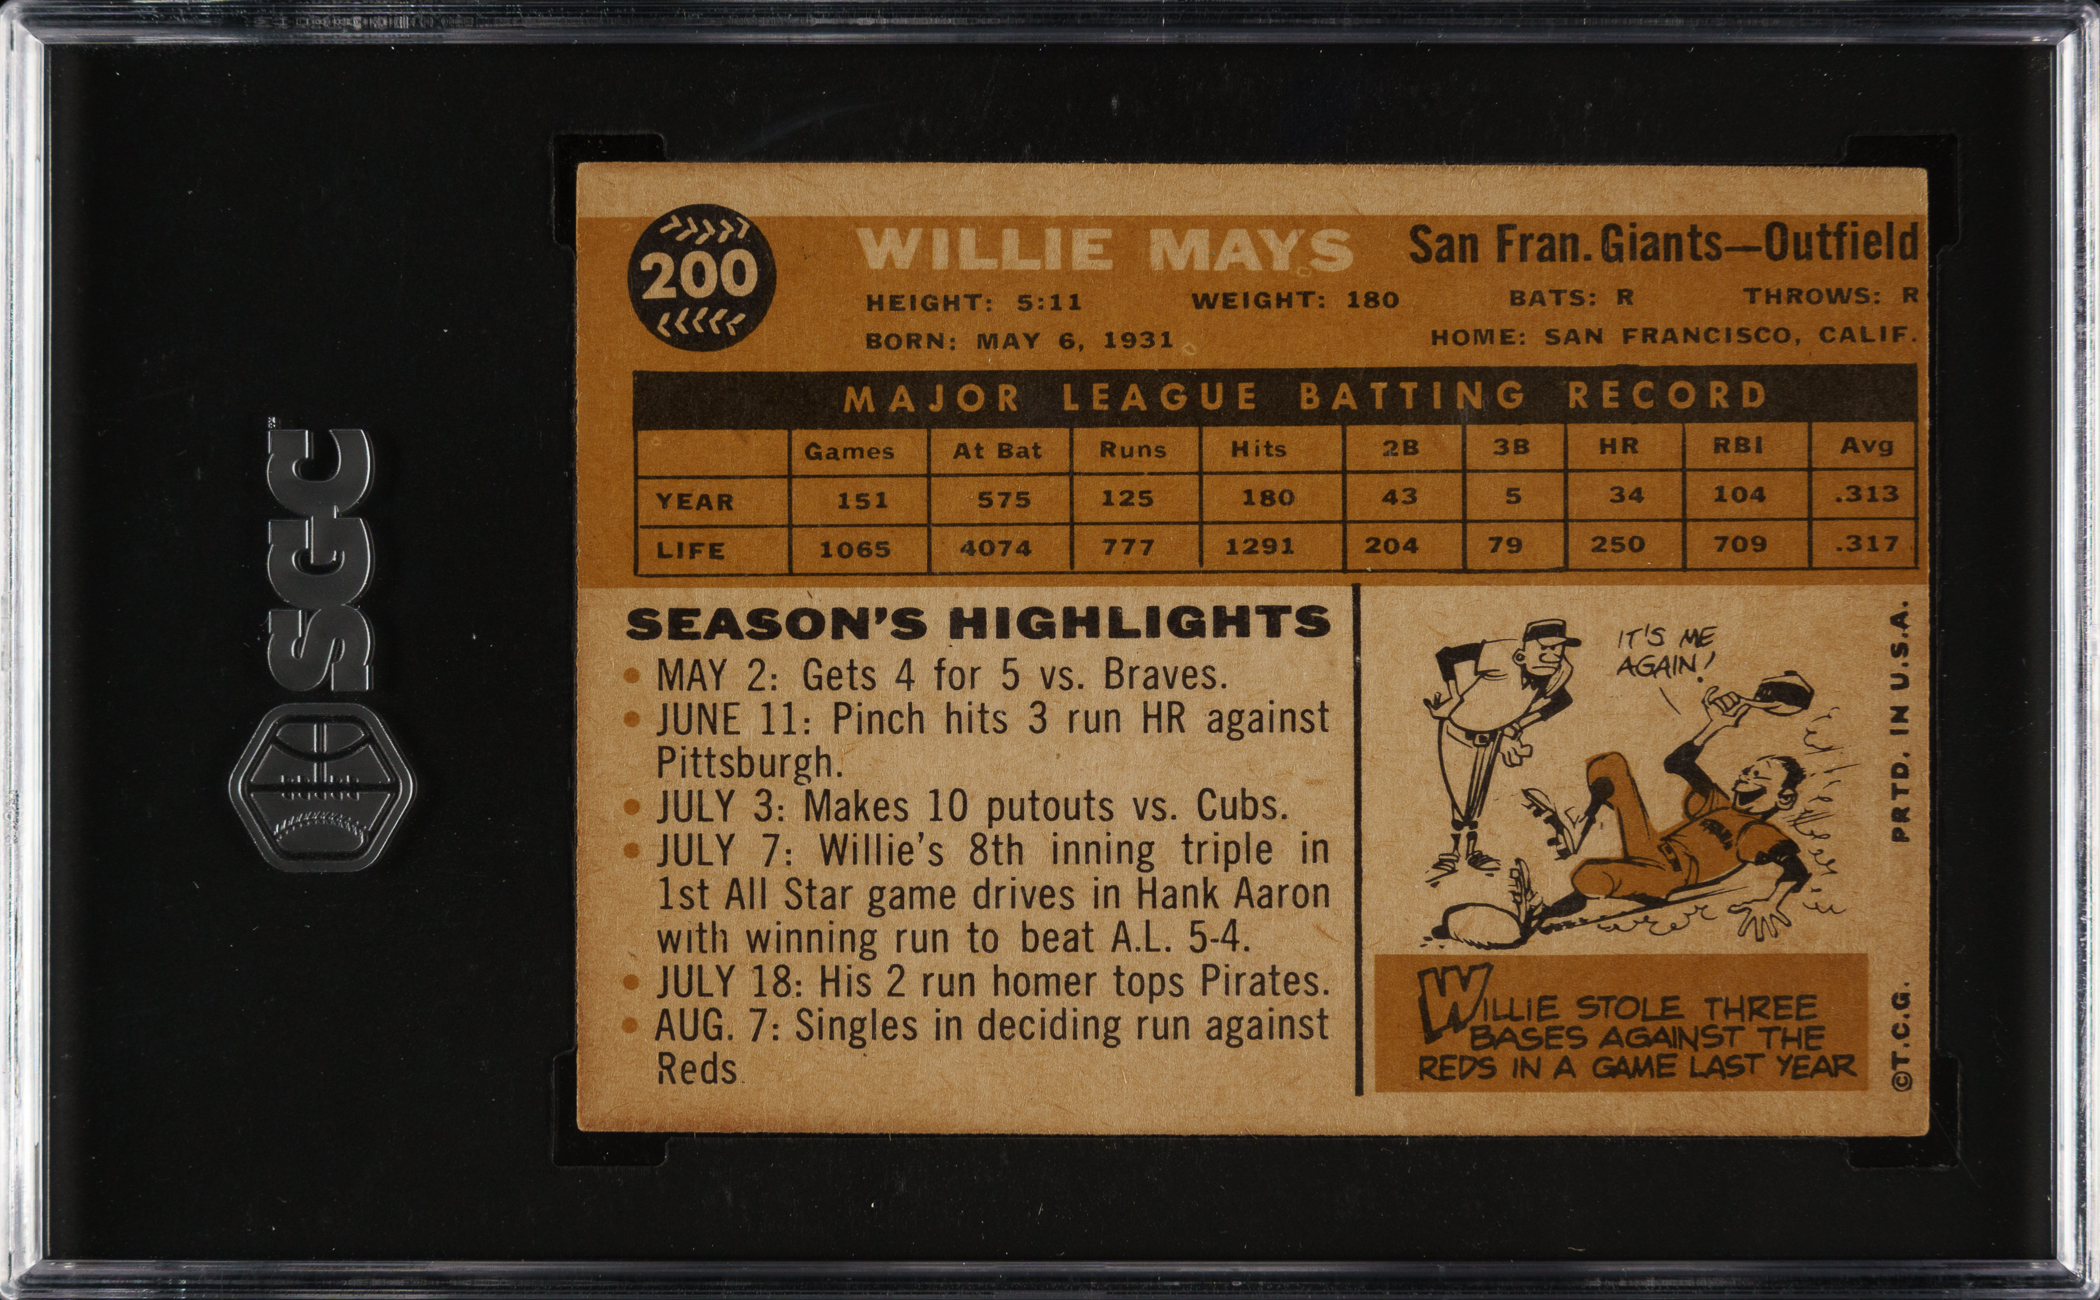 200
WILLIE MAYS
San Fran. Giants—Outfield
HEIGHT: 5:11 WEIGHT: 180 BATS: R THROWS: R
BORN: MAY 6, 1931 HOME: SAN FRANCISCO, CALIF.
MAJOR LEAGUE BATTING RECORD
Games At Bat Runs Hits 2B 3B HR RBI Avg
YEAR 151 575 125 180 43 5 34 104 .313
LIFE 1065 4074 777 1291 204 79 250 709 .317
SEASON'S HIGHLIGHTS
• MAY 2: Gets 4 for 5 vs. Braves.
• JUNE 11: Pinch hits 3 run HR against
Pittsburgh.
• JULY 3: Makes 10 putouts vs. Cubs.
• JULY 7: Willie's 8th inning triple in
1st All Star game drives in Hank Aaron
with winning run to beat A.L. 5-4.
• JULY 18: His 2 run homer tops Pirates.
• AUG. 7: Singles in deciding run against
Reds.
IT'S ME
AGAIN!
WILLIE STOLE THREE
BASES AGAINST THE
REDS IN A GAME LAST YEAR
©T.C.G. PRTD. IN U.S.A.
SGC